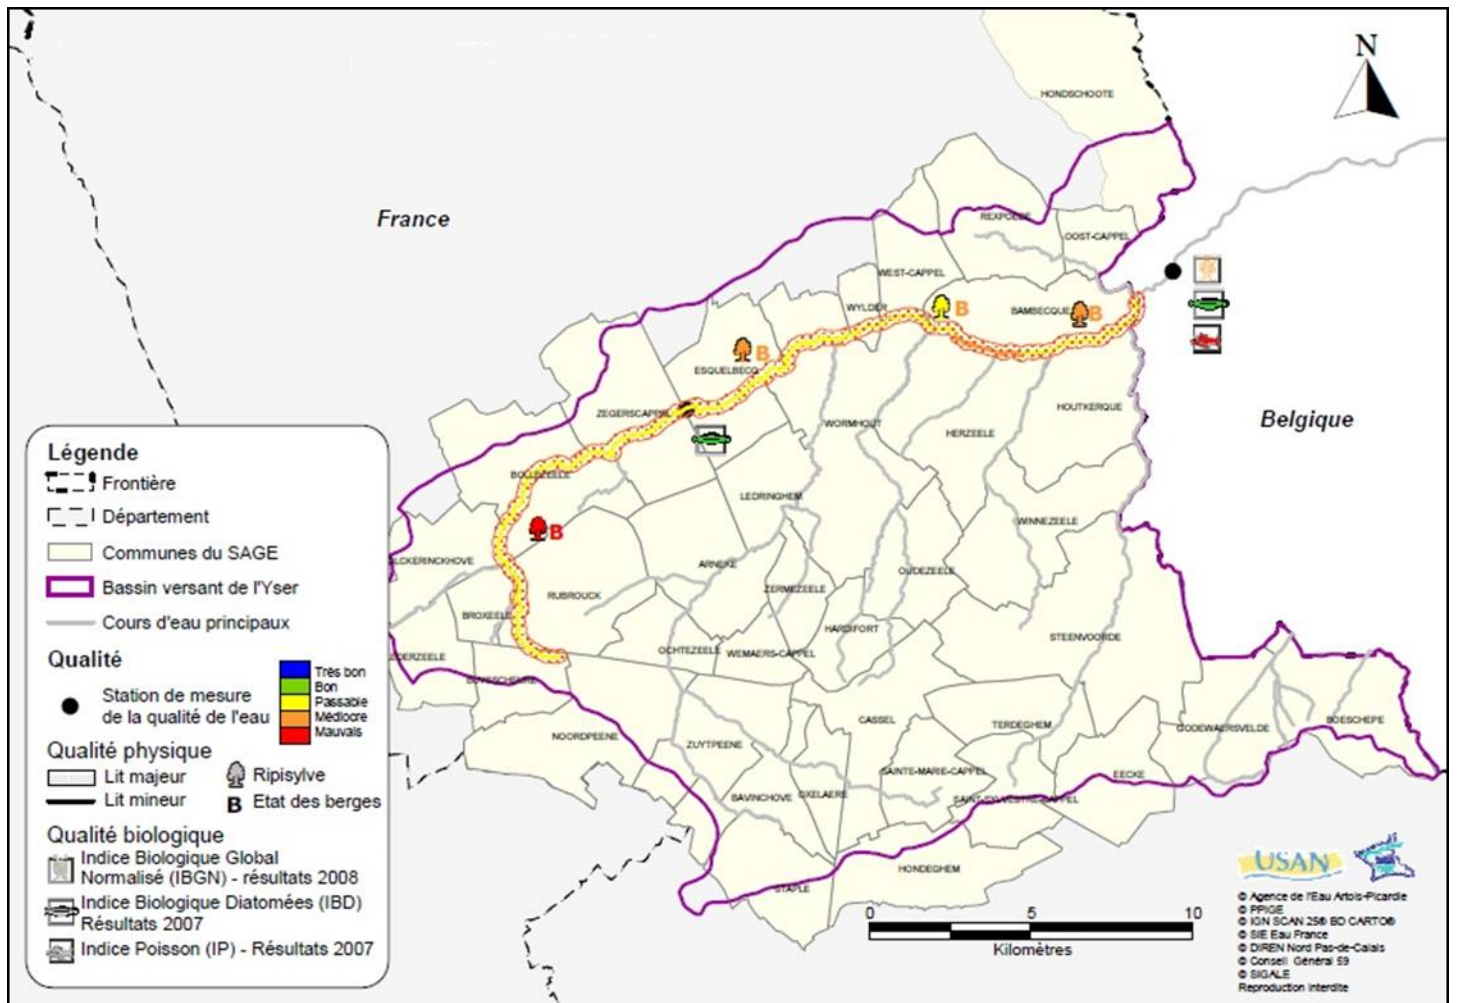 N
HONDSCHOOTE
France
REXPOEDE
OOST-CAPPEL
WEST-CAPPEL
WYLDER
B
BAMBECQUE
B
B
ESQUELBECQ
ZEGERSCAPPEL
WORMHOUT
HOUTKERQUE
HERZEELE
Belgique
BOLLEZEELE
LEDRINGHEM
WINNEZEELE
B
LCKERINCKHOVE
ARNEKE
OUDEZEELE
ZERMEZEELE
RUBROUCK
BROXEELE
HARDIFORT
STEENVOORDE
EDERZEELE
OCHTEZEELE
WEMAERS-CAPPEL
BUYSSCHEURE
CASSEL
TERDEGHEM
GODEWAERSVELDE
BOESCHEPE
NOORDPEENE
ZUYTPEENE
SAINTE-MARIE-CAPPEL
EECKE
BAVINCHOVE
OXELAERE
SAINT-SYLVESTRE-CAPPEL
HONDEGHEM
STAPLE
Légende
Frontière
Département
Communes du SAGE
Bassin versant de l'Yser
Cours d'eau principaux
Qualité
Station de mesure
de la qualité de l'eau
Très bon
Bon
Passable
Médiocre
Mauvais
Qualité physique
Lit majeur
Lit mineur
Ripisylve
B Etat des berges
Qualité biologique
Indice Biologique Global
Normalisé (IBGN) - résultats 2008
Indice Biologique Diatomées (IBD)
Résultats 2007
Indice Poisson (IP) - Résultats 2007
0 5 10
Kilomètres
USAN
© Agence de l'Eau Artois-Picardie
© PPIGE
© IGN SCAN 25® BD CARTO®
© SIE Eau France
© DIREN Nord Pas-de-Calais
© Conseil Général 59
© SIGALE
Reproduction Interdite